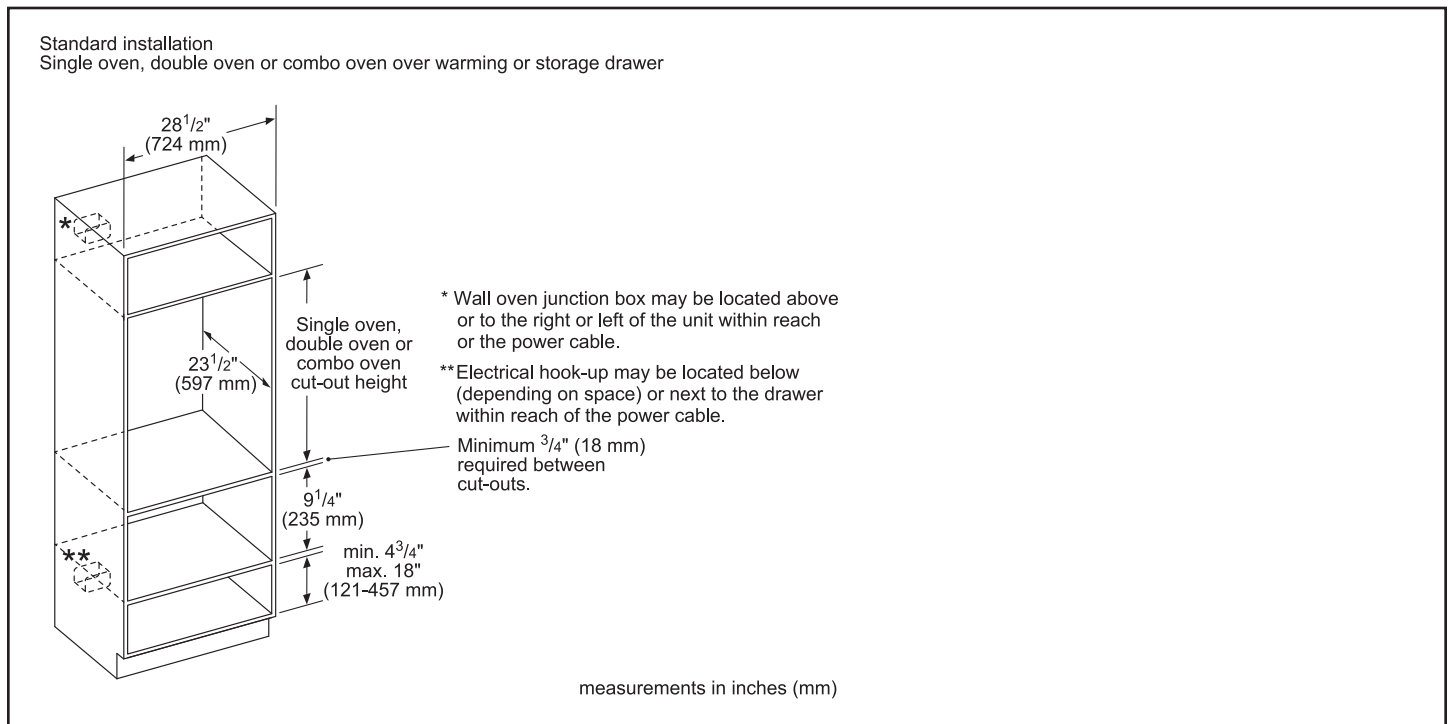 Standard installation
Single oven, double oven or combo oven over warming or storage drawer
28 1/2"
(724 mm)
*
Single oven,
double oven or
combo oven
cut-out height
23 1/2"
(597 mm)
* Wall oven junction box may be located above
or to the right or left of the unit within reach
or the power cable.
**Electrical hook-up may be located below
(depending on space) or next to the drawer
within reach of the power cable.
Minimum 3/4" (18 mm)
required between
cut-outs.
9 1/4"
(235 mm)
**
min. 4 3/4"
max. 18"
(121-457 mm)
measurements in inches (mm)